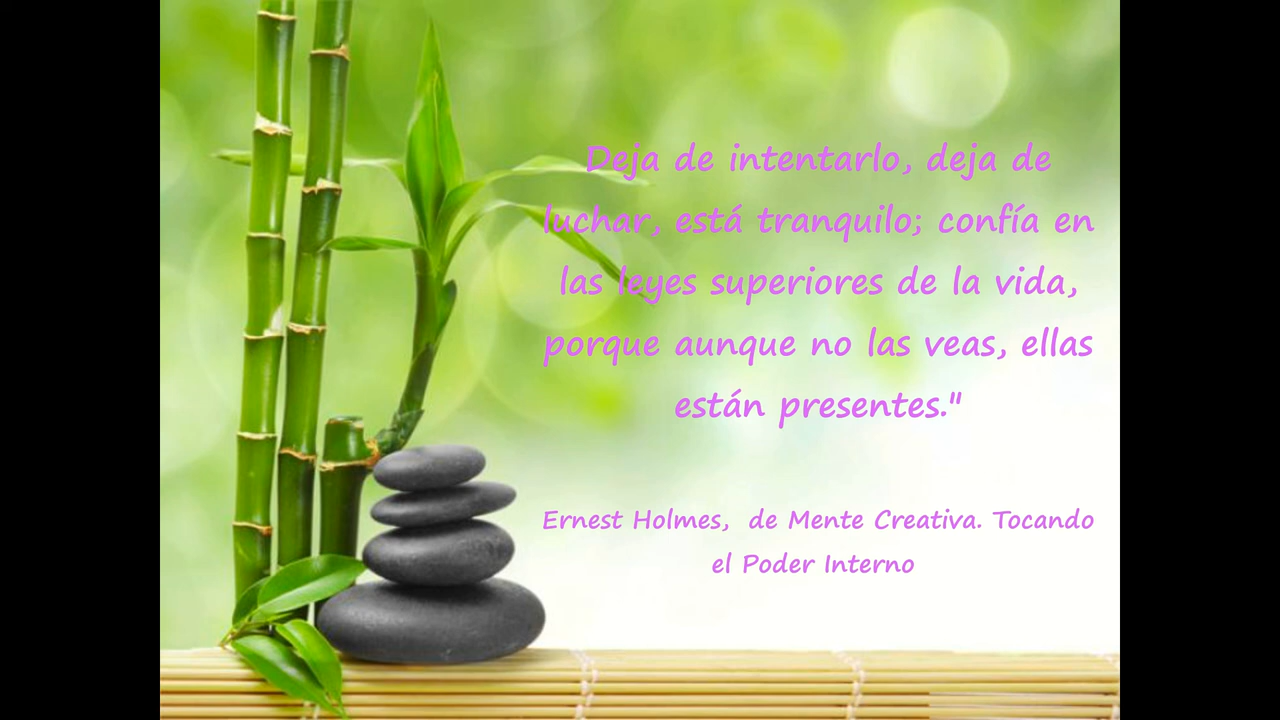 Deja de intentarlo, deja de
luchar, está tranquilo; confía en
las leyes superiores de la vida,
porque aunque no las veas, ellas
están presentes."
Ernest Holmes,  de Mente Creativa. Tocando
el Poder Interno